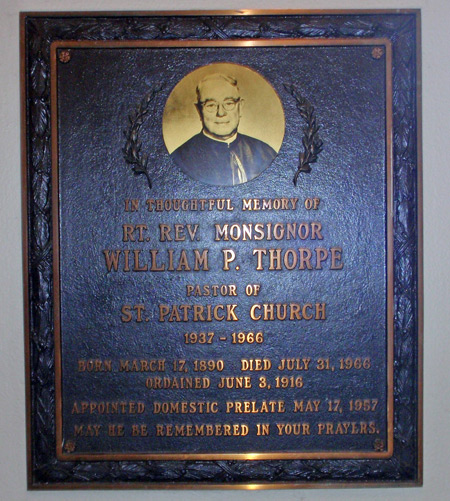 IN THOUGHTFUL MEMORY OF
RT. REV. MONSIGNOR
WILLIAM P. THORPE
PASTOR OF
ST. PATRICK CHURCH
1937 - 1966
BORN MARCH 17, 1890 DIED JULY 31, 1966
ORDAINED JUNE 3, 1916
APPOINTED DOMESTIC PRELATE MAY 17, 1957
MAY HE BE REMEMBERED IN YOUR PRAYERS.